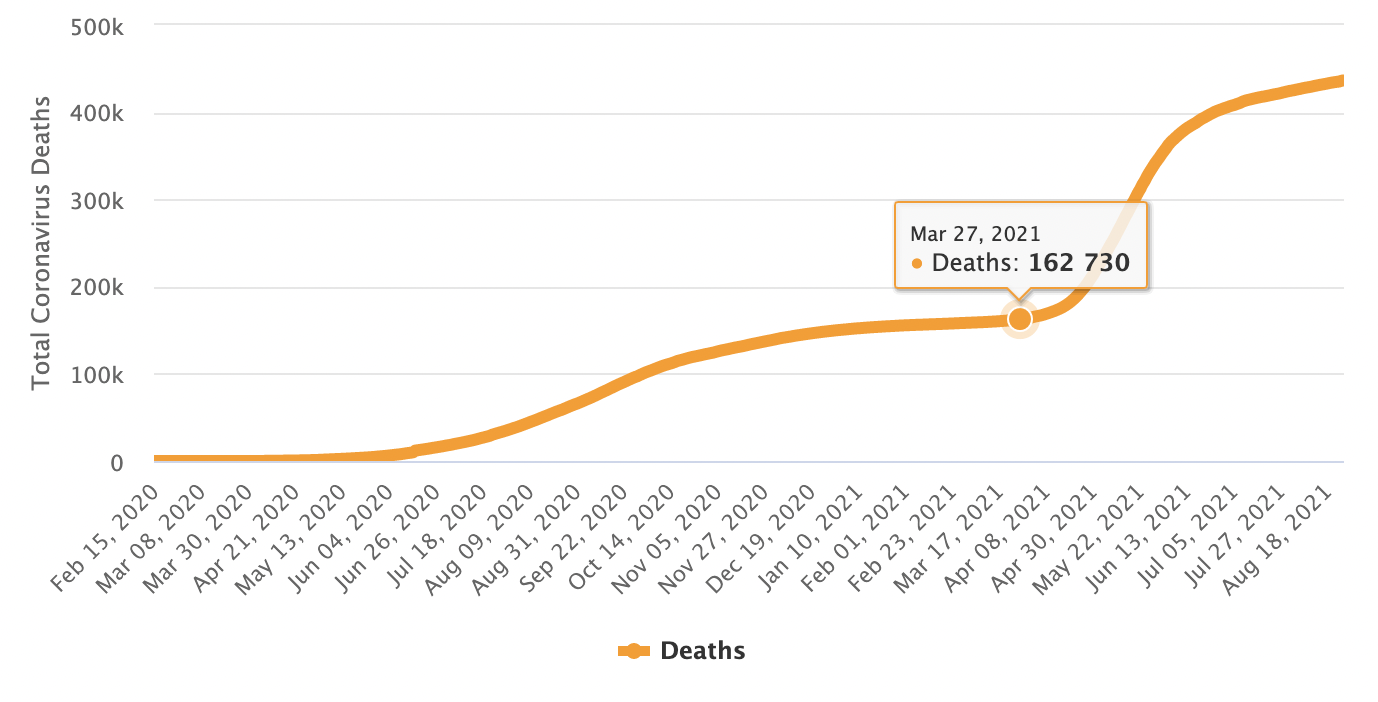 500k
400k
300k
200k
100k
0
Total Coronavirus Deaths
Mar 27, 2021
Deaths: 162 730
Feb 15, 2020
Mar 08, 2020
Mar 30, 2020
Apr 21, 2020
May 13, 2020
Jun 04, 2020
Jun 26, 2020
Jul 18, 2020
Aug 09, 2020
Aug 31, 2020
Sep 22, 2020
Oct 14, 2020
Nov 05, 2020
Nov 27, 2020
Dec 19, 2020
Jan 10, 2021
Feb 01, 2021
Feb 23, 2021
Mar 17, 2021
Apr 08, 2021
Apr 30, 2021
May 22, 2021
Jun 13, 2021
Jul 05, 2021
Jul 27, 2021
Aug 18, 2021
Deaths